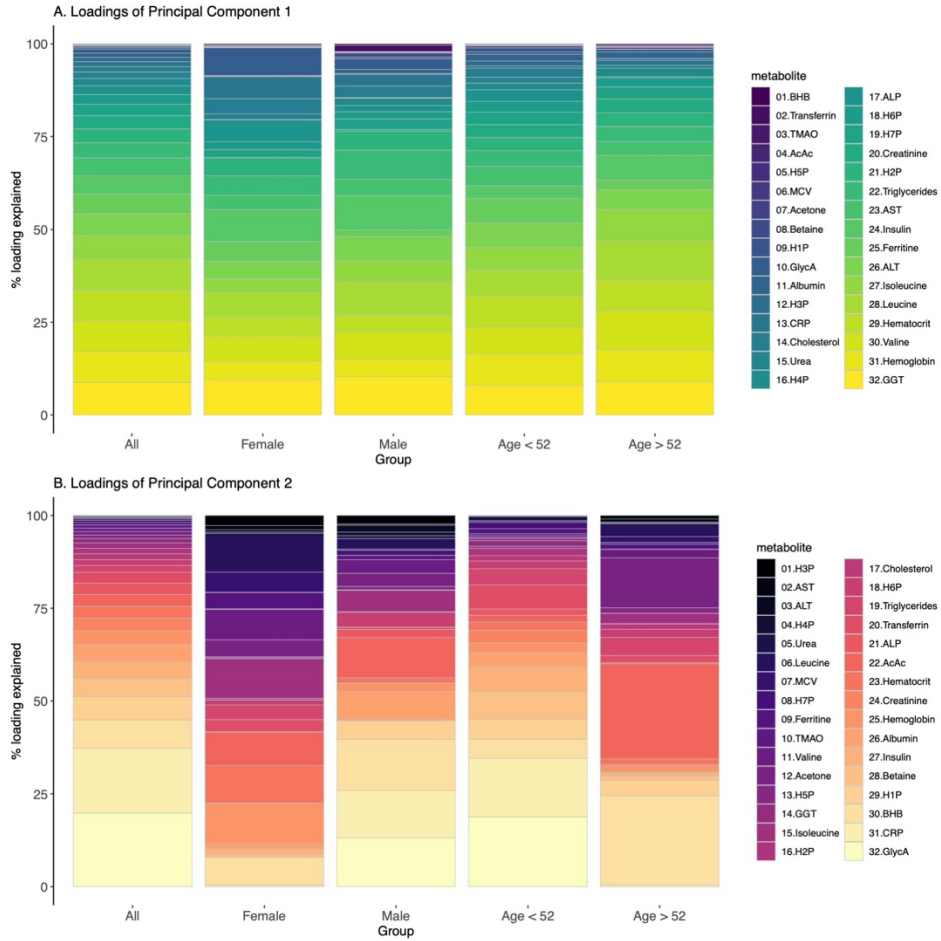 A. Loadings of Principal Component 1
100
75
50
25
0
% loading explained
All
Female
Male
Age < 52
Age > 52
Group
metabolite
01.BHB
02.Transferrin
03.TMAO
04.AcAc
05.H5P
06.MCV
07.Acetone
08.Betaine
09.H1P
10.GlycA
11.Albumin
12.H3P
13.CRP
14.Cholesterol
15.Urea
16.H4P
17.ALP
18.H6P
19.H7P
20.Creatinine
21.H2P
22.Triglycerides
23.AST
24.Insulin
25.Ferritine
26.ALT
27.Isoleucine
28.Leucine
29.Hematocrit
30.Valine
31.Hemoglobin
32.GGT
B. Loadings of Principal Component 2
100
75
50
25
0
% loading explained
All
Female
Male
Age < 52
Age > 52
Group
metabolite
01.H3P
02.AST
03.ALT
04.H4P
05.Urea
06.Leucine
07.MCV
08.H7P
09.Ferritine
10.TMAO
11.Valine
12.Acetone
13.H5P
14.GGT
15.Isoleucine
16.H2P
17.Cholesterol
18.H6P
19.Triglycerides
20.Transferrin
21.ALP
22.AcAc
23.Hematocrit
24.Creatinine
25.Hemoglobin
26.Albumin
27.Insulin
28.Betaine
29.H1P
30.BHB
31.CRP
32.GlycA